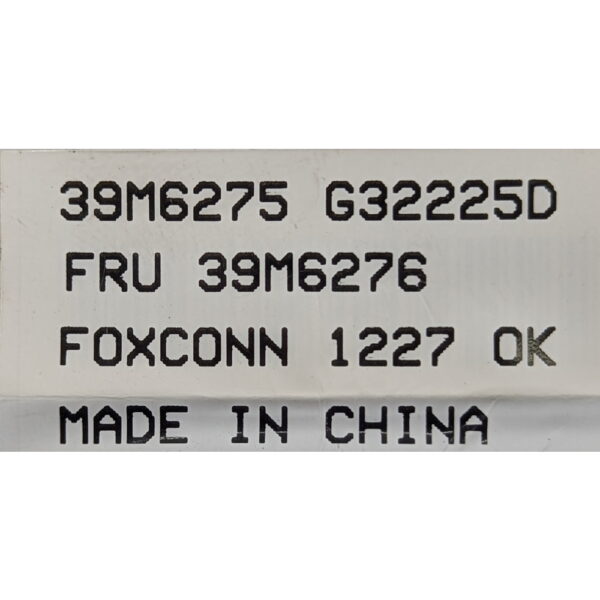 39M6275 G32225D
FRU 39M6276
FOXCONN 1227 OK
MADE IN CHINA